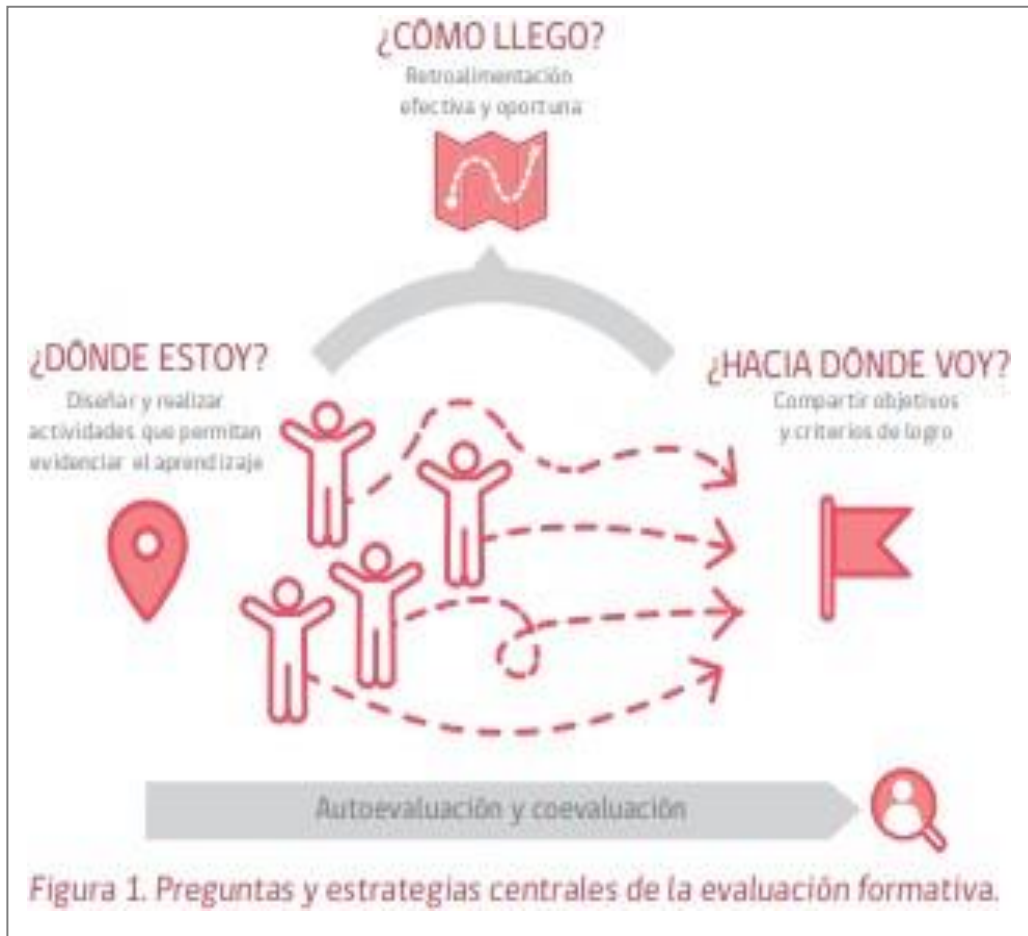 ¿CÓMO LLEGO?
Retroalimentación
efectiva y oportuna
¿DÓNDE ESTOY?
Diseñar y realizar
actividades que permitan
evidenciar el aprendizaje
¿HACIA DÓNDE VOY?
Compartir objetivos
y criterios de logro
Autoevaluación y coevaluación
Figura 1. Preguntas y estrategias centrales de la evaluación formativa.